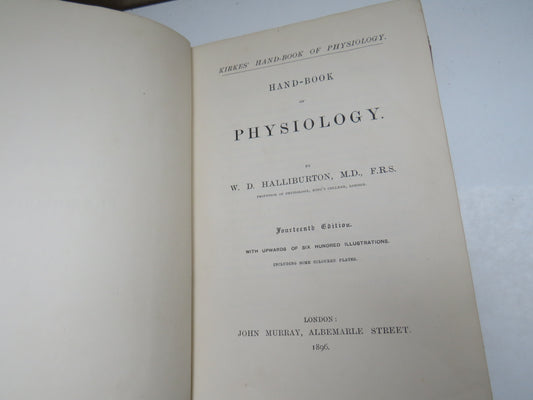 KIRKES' HAND-BOOK OF PHYSIOLOGY.
HAND-BOOK
OF
PHYSIOLOGY.
BY
W. D. HALLIBURTON, M.D., F.R.S.
PROFESSOR OF PHYSIOLOGY, KING'S COLLEGE, LONDON.
Fourteenth Edition.
WITH UPWARDS OF SIX HUNDRED ILLUSTRATIONS,
INCLUDING SOME COLOURED PLATES.
LONDON:
JOHN MURRAY, ALBEMARLE STREET.
1896.